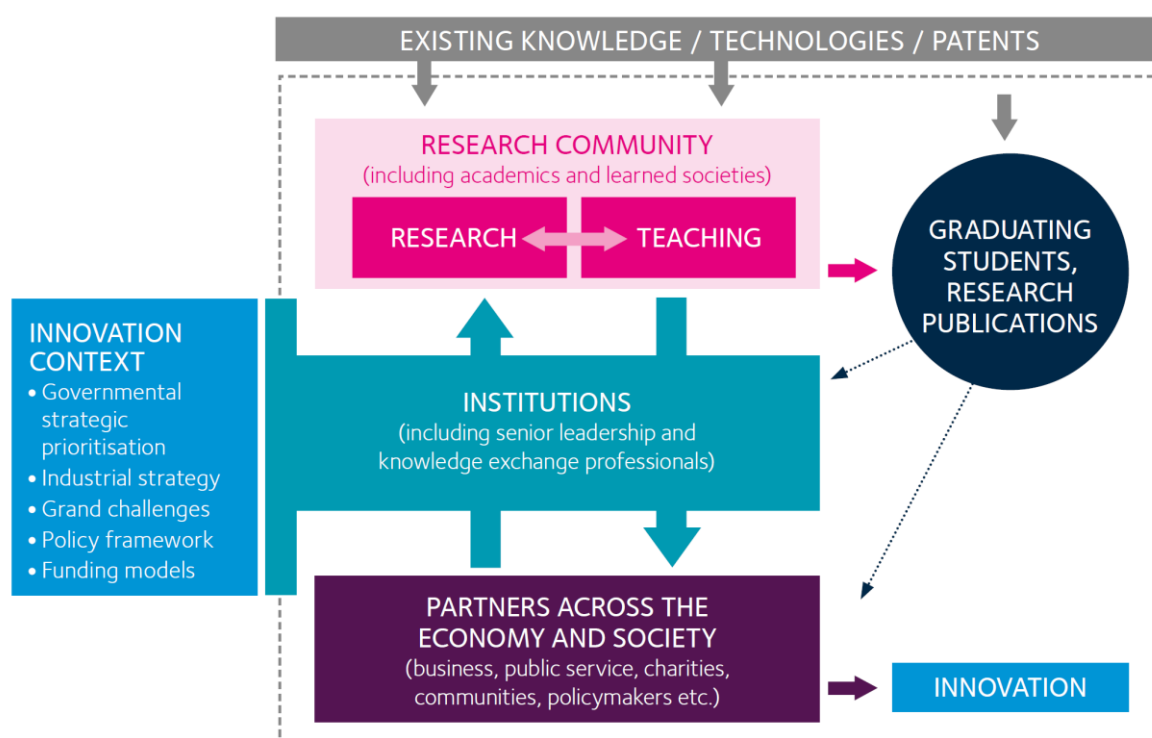 EXISTING KNOWLEDGE / TECHNOLOGIES / PATENTS
RESEARCH COMMUNITY
(including academics and learned societies)
RESEARCH
TEACHING
GRADUATING
STUDENTS,
RESEARCH
PUBLICATIONS
INNOVATION
CONTEXT
• Governmental
strategic
prioritisation
• Industrial strategy
• Grand challenges
• Policy framework
• Funding models
INSTITUTIONS
(including senior leadership and
knowledge exchange professionals)
PARTNERS ACROSS THE
ECONOMY AND SOCIETY
(business, public service, charities,
communities, policymakers etc.)
INNOVATION